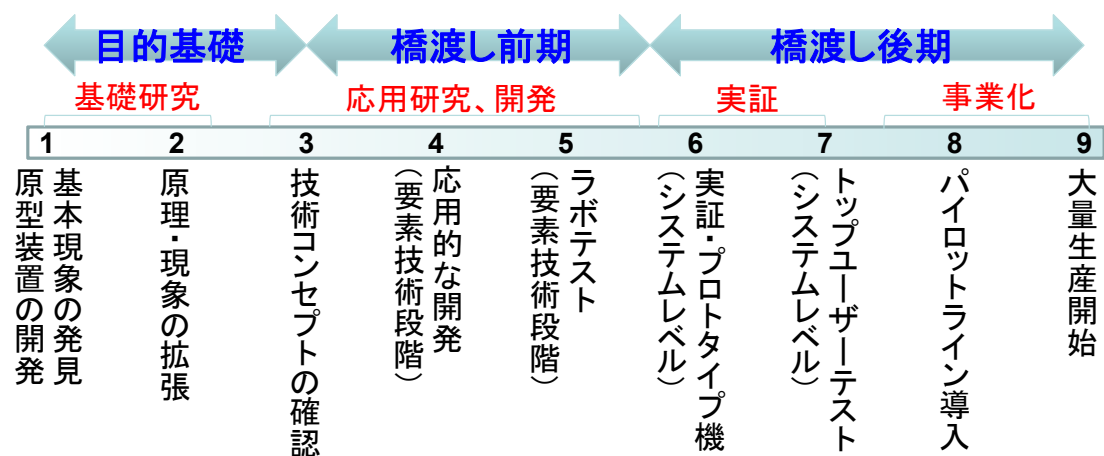 目的基礎
橋渡し前期
橋渡し後期
基礎研究
応用研究、開発
実証
事業化
1 2 3 4 5 6 7 8 9
基本現象の発見
原型装置の開発
原理・現象の拡張
技術コンセプトの確認
応用的な開発
（要素技術段階）
ラボテスト
（要素技術段階）
実証・プロトタイプ機
（システムレベル）
トップユーザーテスト
（システムレベル）
パイロットライン導入
大量生産開始